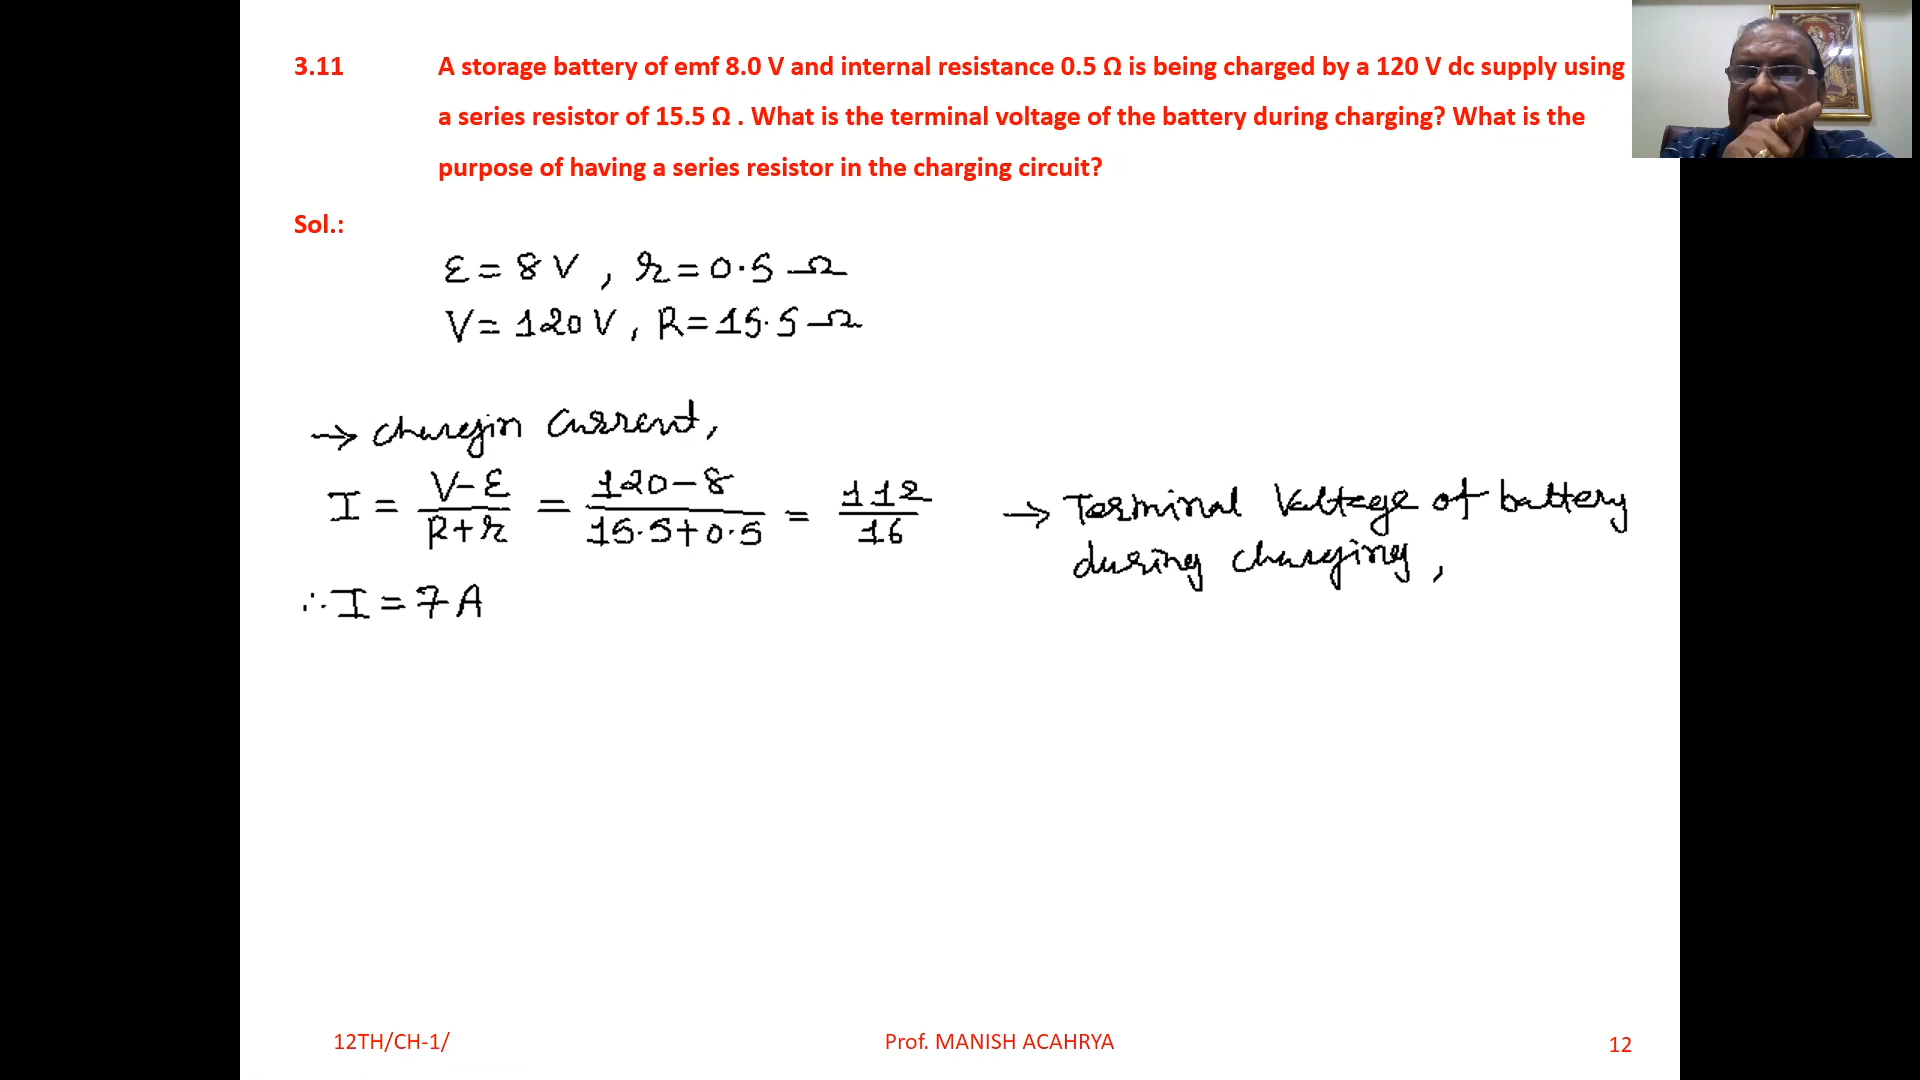 3.11 A storage battery of emf 8.0 V and internal resistance 0.5 Ω is being charged by a 120 V dc supply using
a series resistor of 15.5 Ω . What is the terminal voltage of the battery during charging? What is the
purpose of having a series resistor in the charging circuit?
Sol.:
ε = 8 V , r = 0.5 Ω
V = 120 V , R = 15.5 Ω
→ Chargin Current,
I = V-ε / R+r = 120-8 / 15.5+0.5 = 112 / 16
∴ I = 7 A
→ Terminal Voltage of battery
during charging ,
12TH/CH-1/
Prof. MANISH ACAHRYA
12